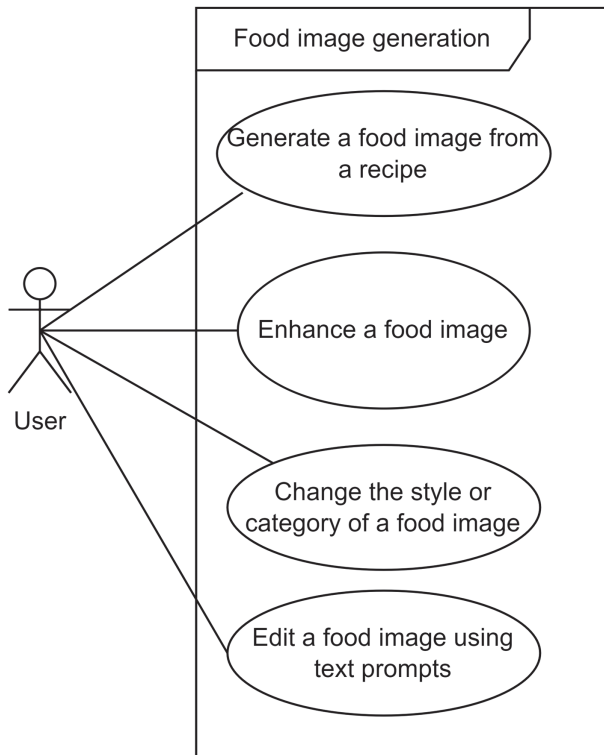 Food image generation
Generate a food image from
a recipe
Enhance a food image
User
Change the style or
category of a food image
Edit a food image using
text prompts